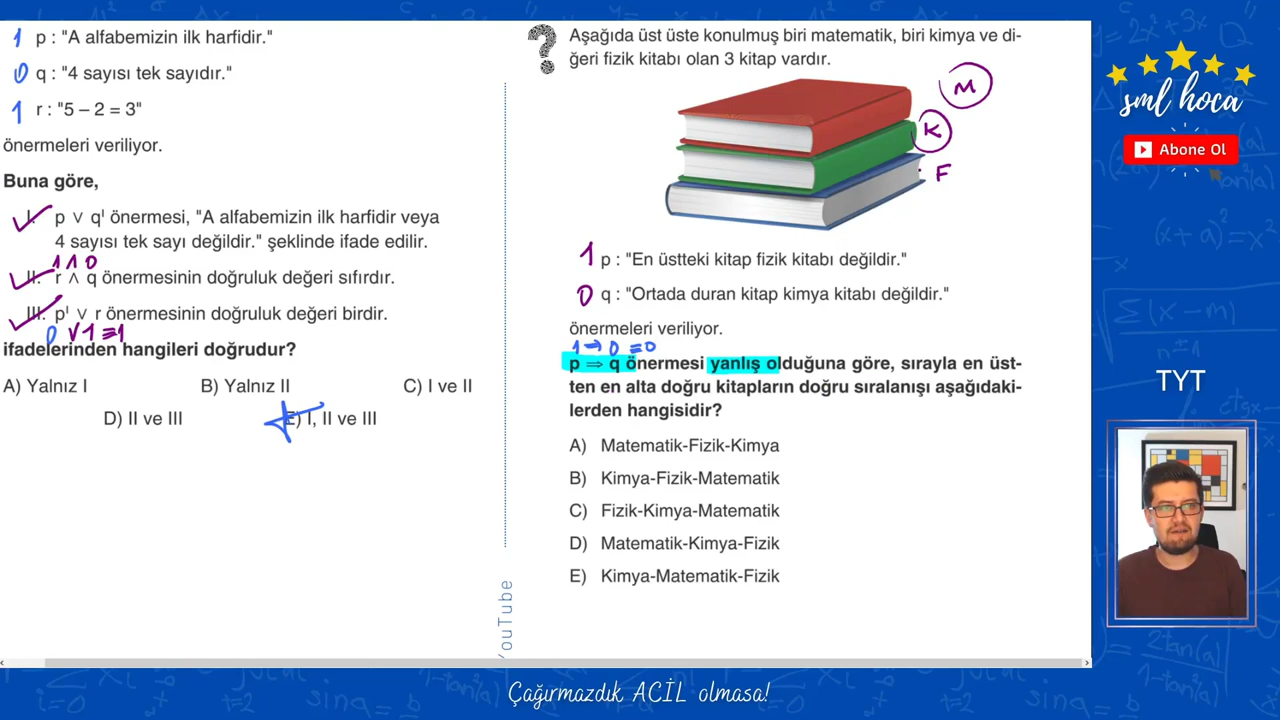 1 p : "A alfabemizin ilk harfidir."
0 q : "4 sayısı tek sayıdır."
1 r : "5 – 2 = 3"
önermeleri veriliyor.
Buna göre,
I. p ∨ qᴵ önermesi, "A alfabemizin ilk harfidir veya
4 sayısı tek sayı değildir." şeklinde ifade edilir.
1 ∧ 0
II. r ∧ q önermesinin doğruluk değeri sıfırdır.
III. pᴵ ∨ r önermesinin doğruluk değeri birdir.
0 ∨ 1 ≡ 1
ifadelerinden hangileri doğrudur?
A) Yalnız I B) Yalnız II C) I ve II
D) II ve III E) I, II ve III
YouTube
?
Aşağıda üst üste konulmuş biri matematik, biri kimya ve di-
ğeri fizik kitabı olan 3 kitap vardır.
M
K
F
1 p : "En üstteki kitap fizik kitabı değildir."
0 q : "Ortada duran kitap kimya kitabı değildir."
önermeleri veriliyor.
1 → 0 ≡ 0
p ⇒ q önermesi yanlış olduğuna göre, sırayla en üst-
ten en alta doğru kitapların doğru sıralanışı aşağıdaki-
lerden hangisidir?
A) Matematik-Fizik-Kimya
B) Kimya-Fizik-Matematik
C) Fizik-Kimya-Matematik
D) Matematik-Kimya-Fizik
E) Kimya-Matematik-Fizik
sml hoca
Abone Ol
TYT
Çağırmazdık ACİL olmasa!